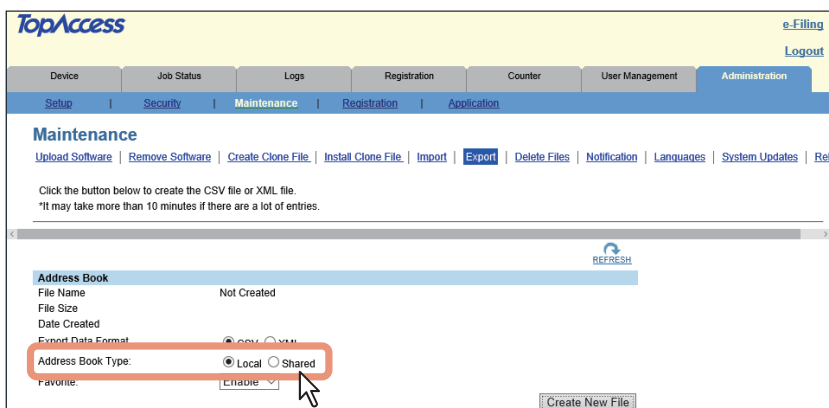 TopAccess
e-Filing
Logout
Device Job Status Logs Registration Counter User Management Administration
Setup | Security | Maintenance | Registration | Application
Maintenance
Upload Software | Remove Software | Create Clone File | Install Clone File | Import | Export | Delete Files | Notification | Languages | System Updates |
Click the button below to create the CSV file or XML file.
*It may take more than 10 minutes if there are a lot of entries.
REFRESH
Address Book
File Name Not Created
File Size
Date Created
Export Data Format CSV XML
Address Book Type: Local Shared
Favorite: Enable
Create New File